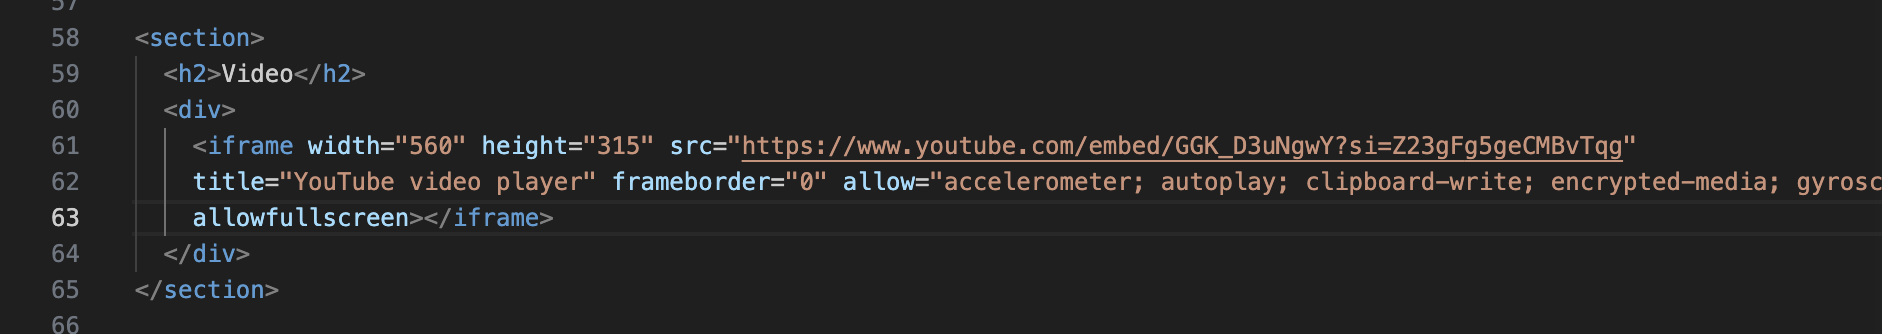 57
58 <section>
59 <h2>Video</h2>
60 <div>
61 <iframe width="560" height="315" src="https://www.youtube.com/embed/GGK_D3uNgwY?si=Z23gFg5geCMBvTqg"
62 title="YouTube video player" frameborder="0" allow="accelerometer; autoplay; clipboard-write; encrypted-media; gyrosc
63 allowfullscreen></iframe>
64 </div>
65 </section>
66